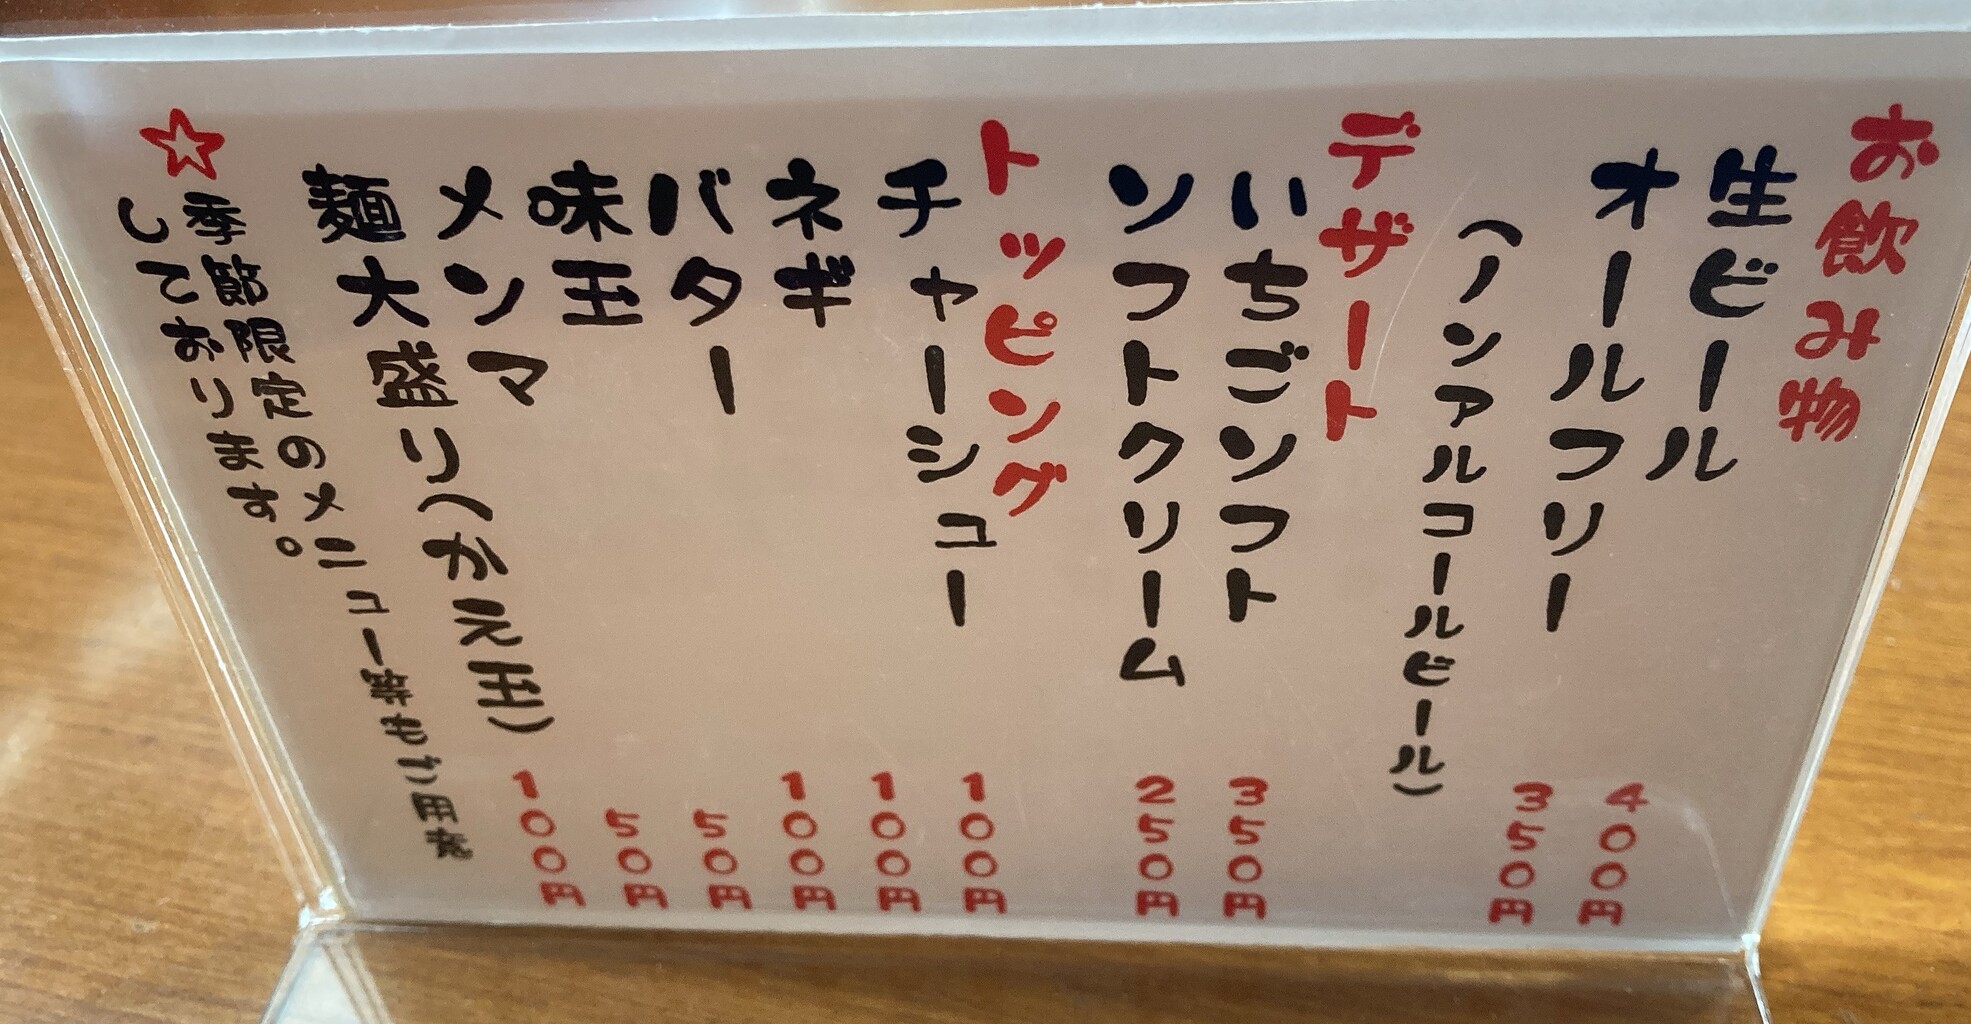 お飲み物
生ビール 400円
オールフリー 350円
(ノンアルコールビール)
デザート
いちごソフト 350円
ソフトクリーム 250円
トッピング
チャーシュー 100円
ネギ 100円
バター 100円
味玉 50円
メンマ 50円
麺大盛り(かえ玉) 100円
☆季節限定のメニュー等もご用意
しております。